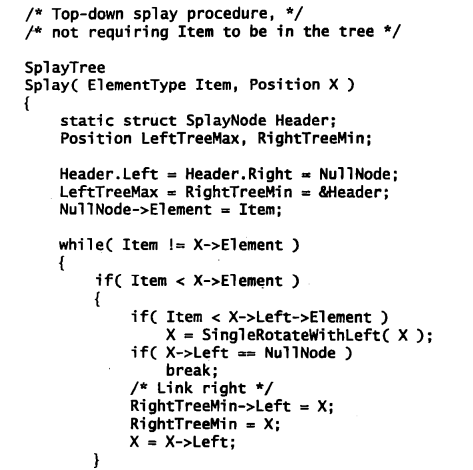 /* Top-down splay procedure, */
/* not requiring Item to be in the tree */
SplayTree
Splay( ElementType Item, Position X )
{
static struct SplayNode Header;
Position LeftTreeMax, RightTreeMin;
Header.Left = Header.Right = NullNode;
LeftTreeMax = RightTreeMin = &Header;
NullNode->Element = Item;
while( Item != X->Element )
{
if( Item < X->Element )
{
if( Item < X->Left->Element )
X = SingleRotateWithLeft( X );
if( X->Left == NullNode )
break;
/* Link right */
RightTreeMin->Left = X;
RightTreeMin = X;
X = X->Left;
}